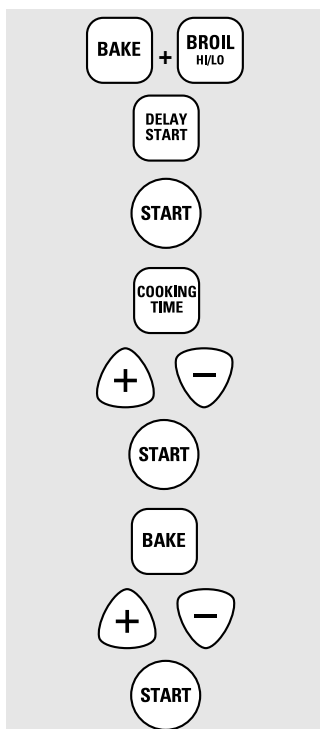 BAKE + BROIL
HI/LO
DELAY
START
START
COOKING
TIME
+ −
START
BAKE
+ −
START